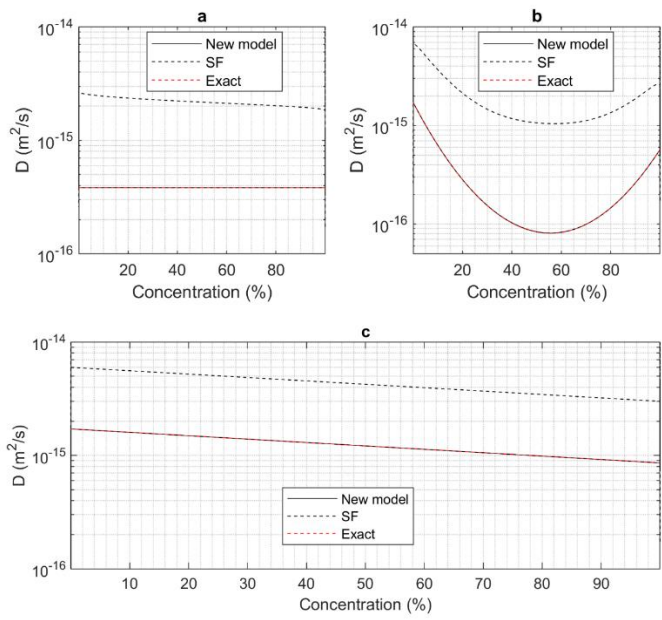 a
10^-14
10^-15
10^-16
D (m^2/s)
New model
SF
Exact
20 40 60 80
Concentration (%)
b
10^-14
10^-15
10^-16
D (m^2/s)
New model
SF
Exact
20 40 60 80
Concentration (%)
c
10^-14
10^-15
10^-16
D (m^2/s)
New model
SF
Exact
10 20 30 40 50 60 70 80 90
Concentration (%)